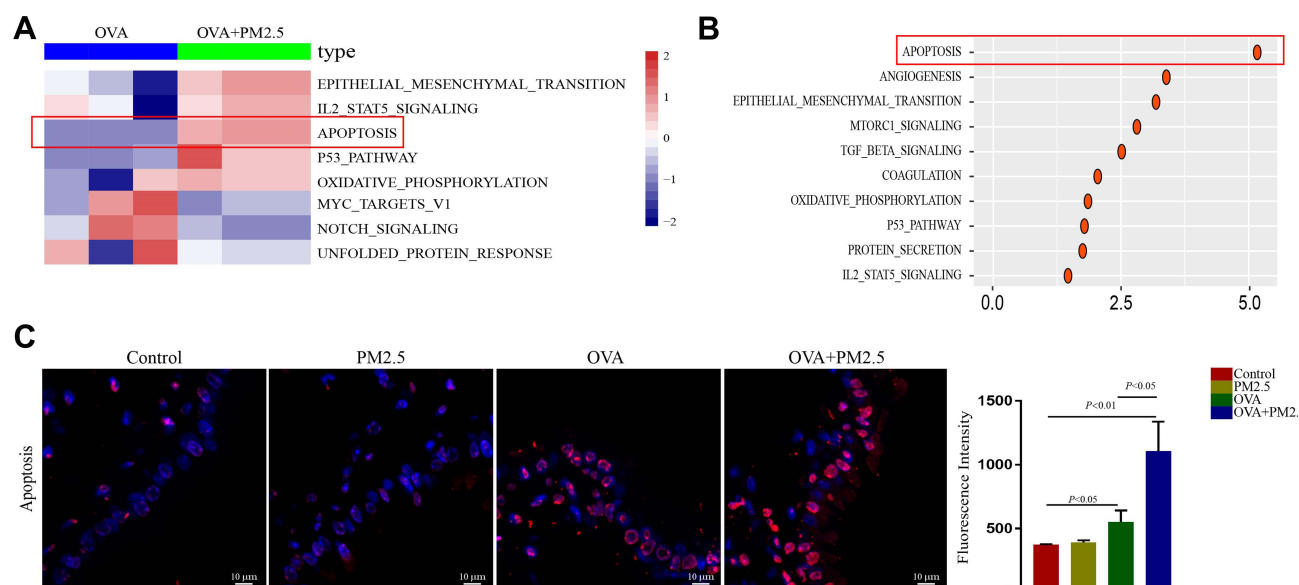 A
OVA
OVA+PM2.5
type
EPITHELIAL_MESENCHYMAL_TRANSITION
IL2_STAT5_SIGNALING
APOPTOSIS
P53_PATHWAY
OXIDATIVE_PHOSPHORYLATION
MYC_TARGETS_V1
NOTCH_SIGNALING
UNFOLDED_PROTEIN_RESPONSE
2
1
0
−1
−2
B
APOPTOSIS
ANGIOGENESIS
EPITHELIAL_MESENCHYMAL_TRANSITION
MTORC1_SIGNALING
TGF_BETA_SIGNALING
COAGULATION
OXIDATIVE_PHOSPHORYLATION
P53_PATHWAY
PROTEIN_SECRETION
IL2_STAT5_SIGNALING
0.0
2.5
5.0
C
Control
PM2.5
OVA
OVA+PM2.5
Apoptosis
10 μm
10 μm
10 μm
10 μm
Fluorescence Intensity
1500
1000
500
P<0.05
P<0.01
P<0.05
Control
PM2.5
OVA
OVA+PM2.